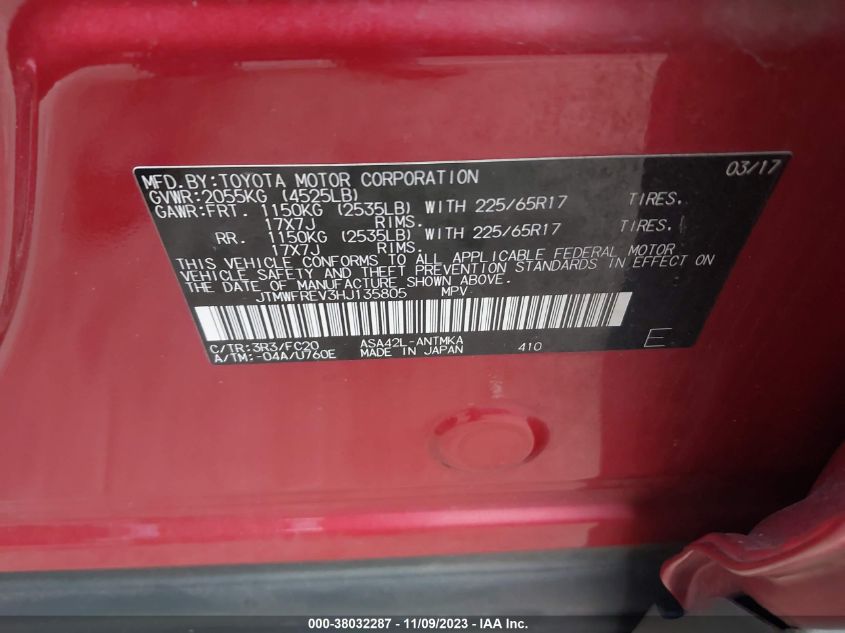 MFD.BY:TOYOTA MOTOR CORPORATION 03/17
GVWR:2055KG (4525LB)
GAWR:FRT. 1150KG (2535LB) WITH 225/65R17 TIRES.
17X7J RIMS.
RR. 1150KG (2535LB) WITH 225/65R17 TIRES.
17X7J RIMS.
THIS VEHICLE CONFORMS TO ALL APPLICABLE FEDERAL MOTOR
VEHICLE SAFETY AND THEFT PREVENTION STANDARDS IN EFFECT ON
THE DATE OF MANUFACTURE SHOWN ABOVE.
JTMWFREV3HJ135805 MPV
C/TR:3R3/FC20 ASA42L-ANTMKA
A/TM:-04A/U760E MADE IN JAPAN 410 E
000-38032287 - 11/09/2023 - IAA Inc.